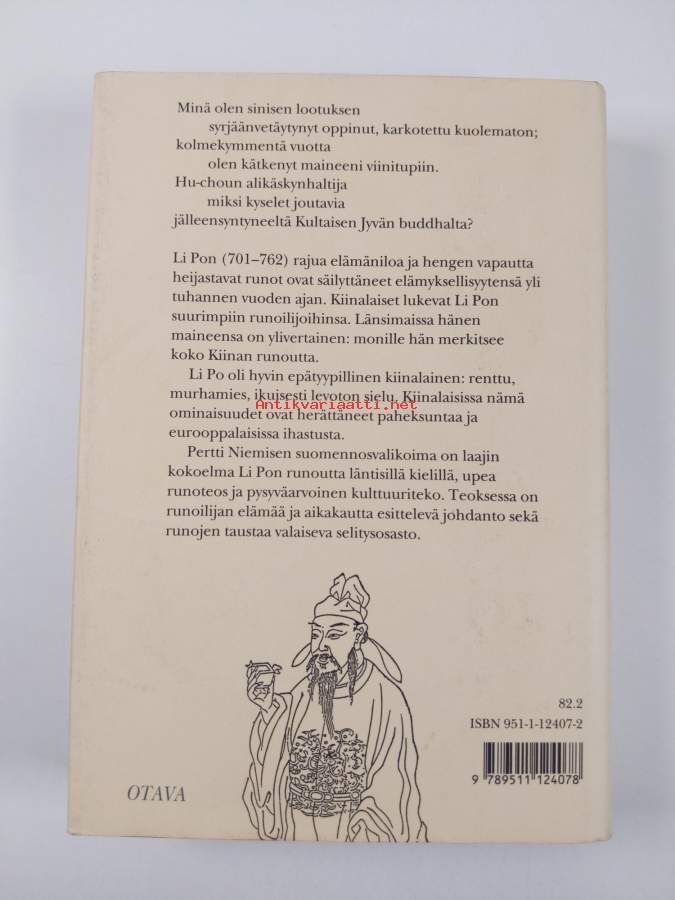 Minä olen sinisen lootuksen
syrjäänvetäytynyt oppinut, karkotettu kuolematon;
kolmekymmentä vuotta
olen kätkenyt maineeni viinitupiin.
Hu-choun alikäskynhaltija
miksi kyselet joutavia
jälleensyntyneeltä Kultaisen Jyvän buddhalta?
Li Pon (701–762) rajua elämäniloa ja hengen vapautta
heijastavat runot ovat säilyttäneet elämyksellisyytensä yli
tuhannen vuoden ajan. Kiinalaiset lukevat Li Pon
suurimpiin runoilijoihinsa. Länsimaissa hänen
maineensa on ylivertainen: monille hän merkitsee
koko Kiinan runoutta.
Li Po oli hyvin epätyypillinen kiinalainen: renttu,
murhamies, ikuisesti levoton sielu. Kiinalaisissa nämä
Antikvariaatti.net
ominaisuudet ovat herättäneet paheksuntaa ja
eurooppalaisissa ihastusta.
Pertti Niemisen suomennosvalikoima on laajin
kokoelma Li Pon runoutta läntisillä kielillä, upea
runoteos ja pysyväarvoinen kulttuuriteko. Teoksessa on
runoilijan elämää ja aikakautta esittelevä johdanto sekä
runojen taustaa valaiseva selitysosasto.
82.2
ISBN 951-1-12407-2
9 789511 124078
OTAVA